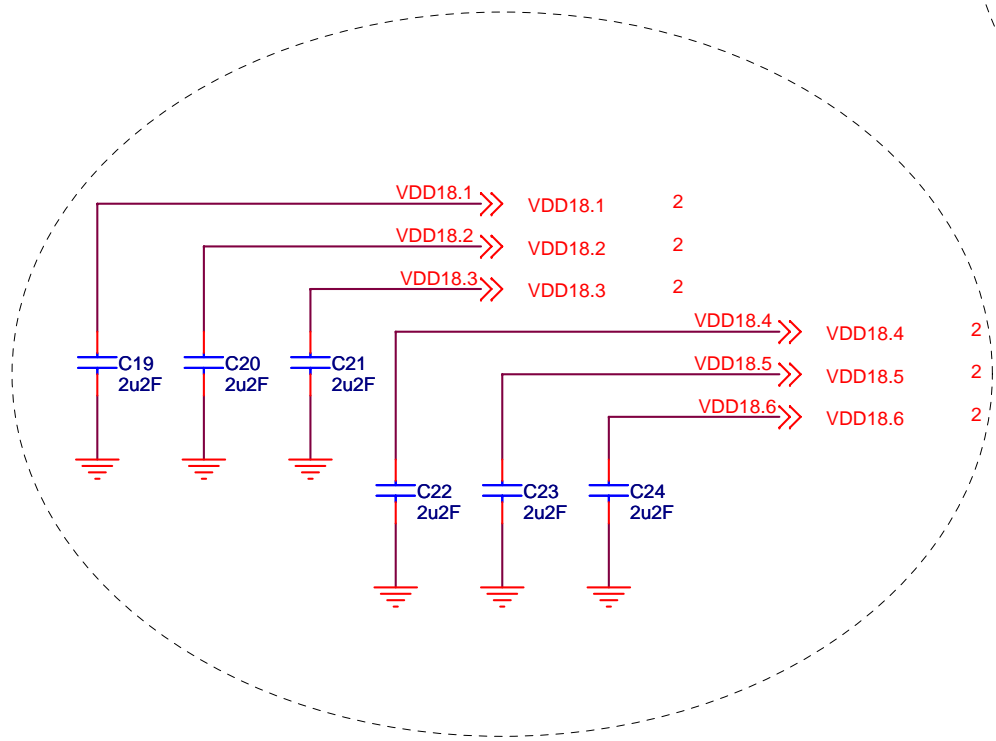 VDD18.1 VDD18.1 2
VDD18.2 VDD18.2 2
VDD18.3 VDD18.3 2
VDD18.4 VDD18.4 2
VDD18.5 VDD18.5 2
VDD18.6 VDD18.6 2
C19 C20 C21
2u2F 2u2F 2u2F
C22 C23 C24
2u2F 2u2F 2u2F